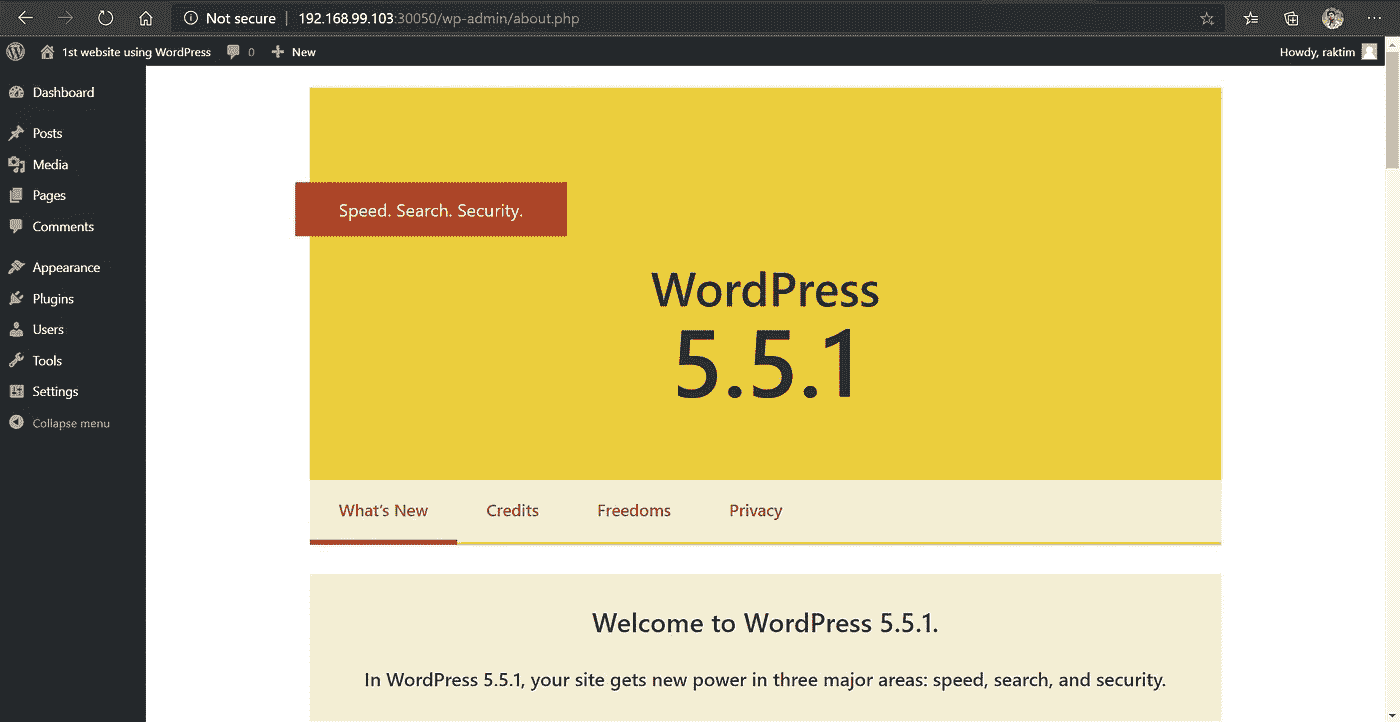 Not secure | 192.168.99.103:30050/wp-admin/about.php
1st website using WordPress 0 New Howdy, raktim
Dashboard
Posts
Media
Pages
Comments
Appearance
Plugins
Users
Tools
Settings
Collapse menu
Speed. Search. Security.
WordPress
5.5.1
What's New Credits Freedoms Privacy
Welcome to WordPress 5.5.1.
In WordPress 5.5.1, your site gets new power in three major areas: speed, search, and security.